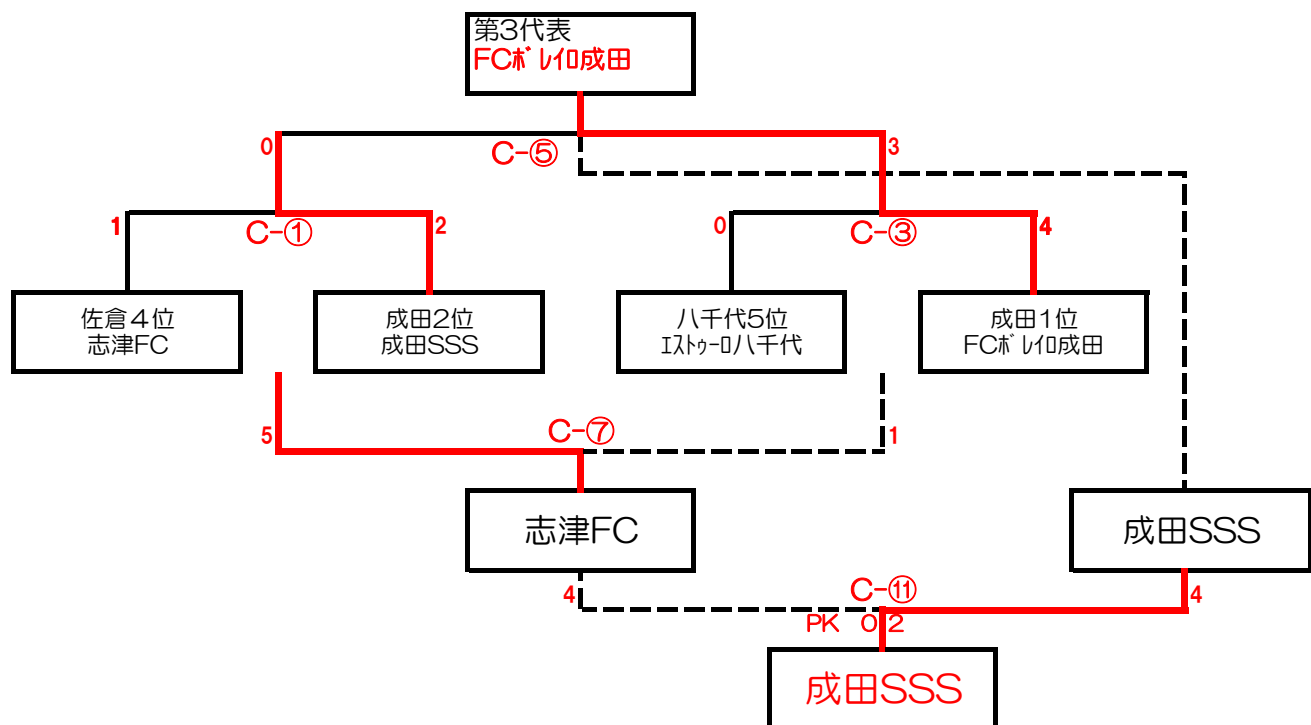 第3代表
FCﾎﾞﾚｲﾛ成田
0
C-⑤
3
1
C-①
2
0
C-③
4
佐倉4位
志津FC
成田2位
成田SSS
八千代5位
ｴｽﾄｩｰﾛ八千代
成田1位
FCﾎﾞﾚｲﾛ成田
5
C-⑦
1
志津FC
成田SSS
4
C-⑪
4
PK 0 2
成田SSS